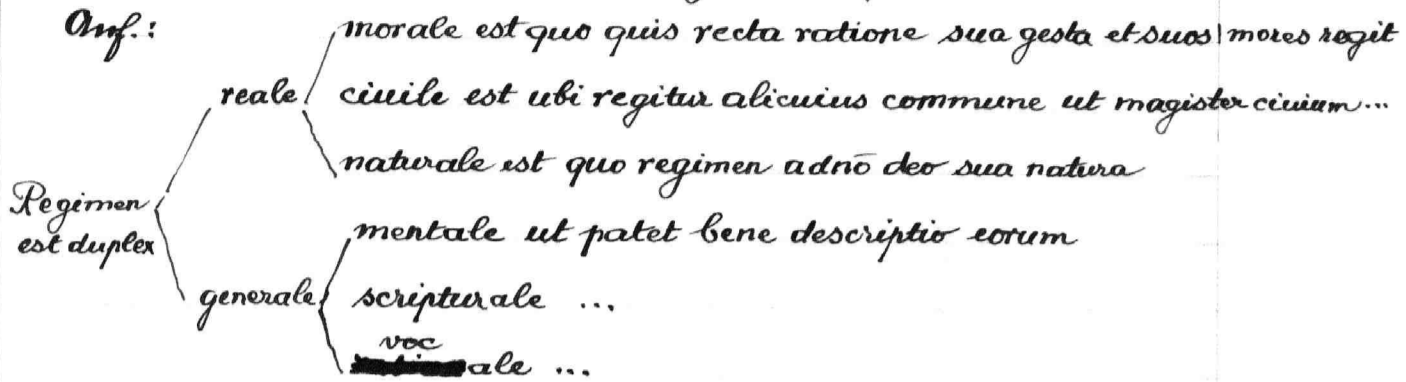 Anf.:
morale est quo quis recta ratione sua gesta et suos | mores regit
reale
ciuile est ubi regitur alicuius commune ut magister ciuium...
naturale est quo regimen adnō deo sua natura
Regimen
est duplex
mentale ut patet bene descriptio eorum
generale
scripturale ...
voc
ale ...